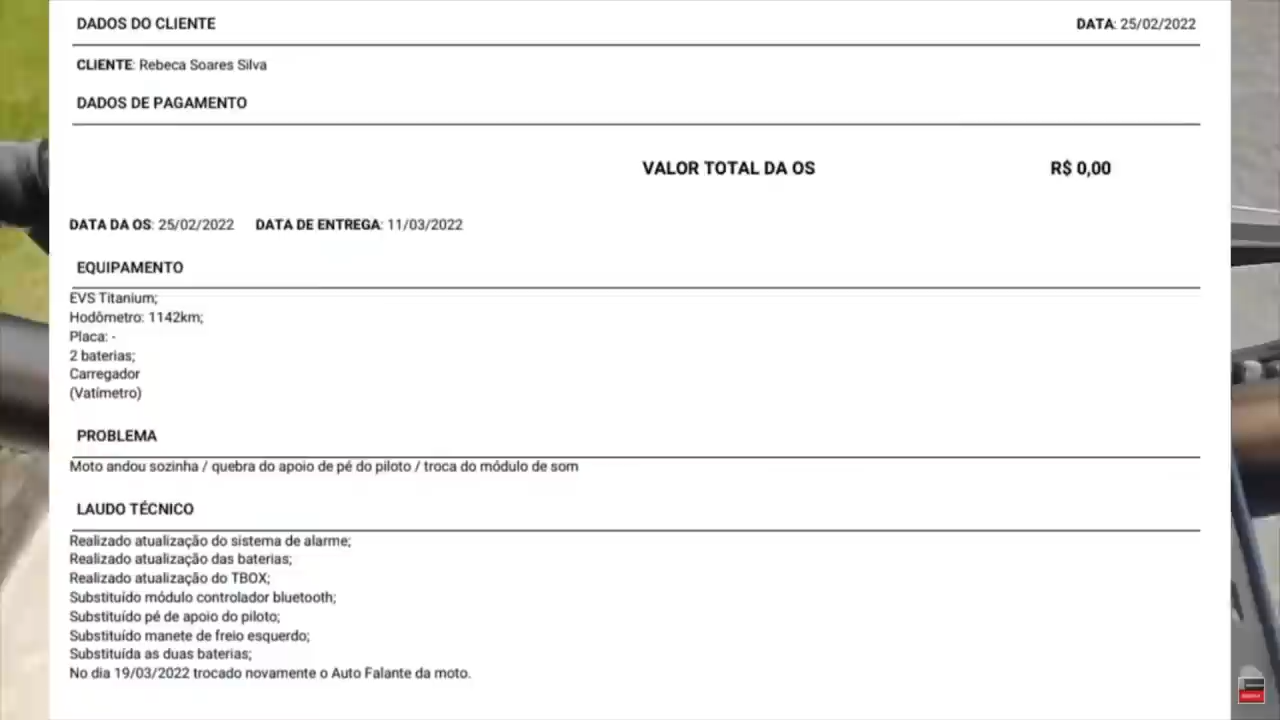 DADOS DO CLIENTE DATA: 25/02/2022
CLIENTE: Rebeca Soares Silva
DADOS DE PAGAMENTO
VALOR TOTAL DA OS R$ 0,00
DATA DA OS: 25/02/2022 DATA DE ENTREGA: 11/03/2022
EQUIPAMENTO
EVS Titanium;
Hodômetro: 1142km;
Placa: -
2 baterias;
Carregador
(Vatímetro)
PROBLEMA
Moto andou sozinha / quebra do apoio de pé do piloto / troca do módulo de som
LAUDO TÉCNICO
Realizado atualização do sistema de alarme;
Realizado atualização das baterias;
Realizado atualização do TBOX;
Substituído módulo controlador bluetooth;
Substituído pé de apoio do piloto;
Substituído manete de freio esquerdo;
Substituída as duas baterias;
No dia 19/03/2022 trocado novamente o Auto Falante da moto.